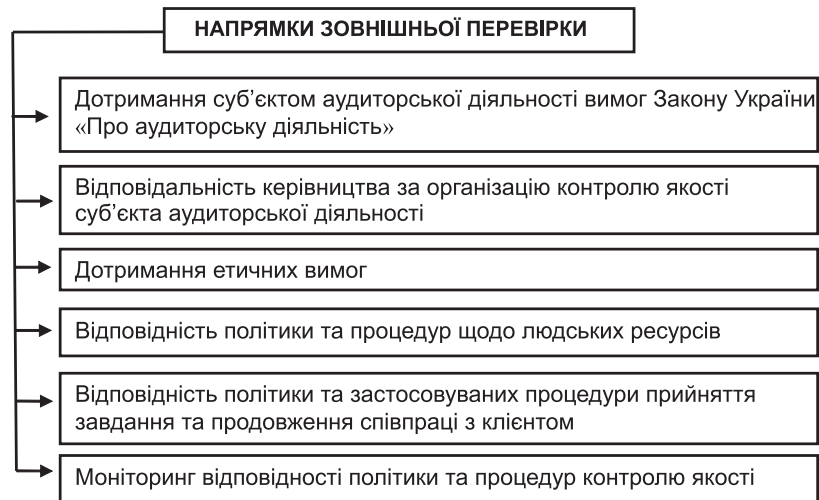 НАПРЯМКИ ЗОВНІШНЬОЇ ПЕРЕВІРКИ
Дотримання суб’єктом аудиторської діяльності вимог Закону України
«Про аудиторську діяльність»
Відповідальність керівництва за організацію контролю якості
суб’єкта аудиторської діяльності
Дотримання етичних вимог
Відповідність політики та процедур щодо людських ресурсів
Відповідність політики та застосовуваних процедури прийняття
завдання та продовження співпраці з клієнтом
Моніторинг відповідності політики та процедур контролю якості